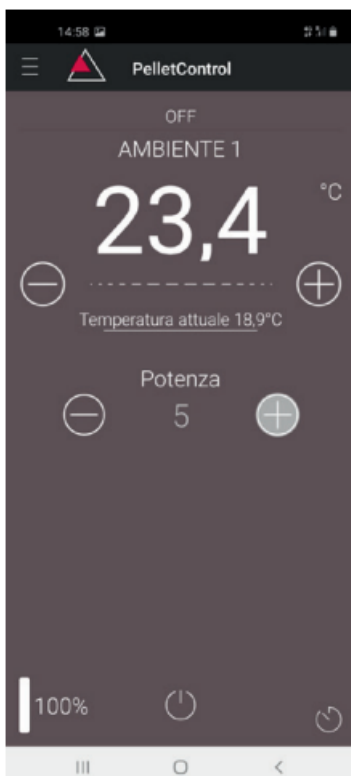 14:58
PelletControl
OFF
AMBIENTE 1
23,4 °C
Temperatura attuale 18,9°C
Potenza
5
100%